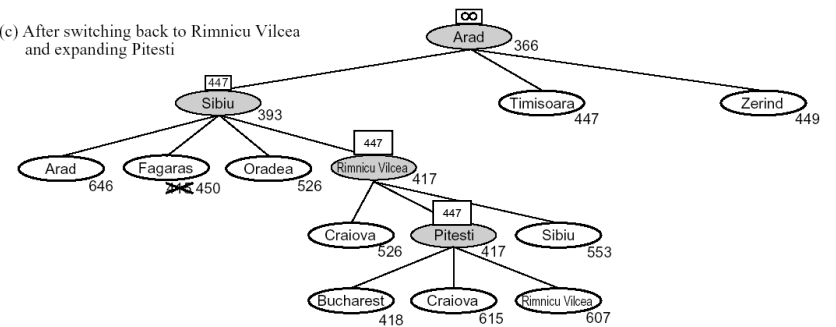 (c) After switching back to Rimnicu Vilcea
and expanding Pitesti
∞
Arad
366
447
Sibiu
393
Timisoara
447
Zerind
449
447
Arad
646
Fagaras
450
Oradea
526
Rimnicu Vilcea
417
447
Craiova
526
Pitesti
417
Sibiu
553
Bucharest
418
Craiova
615
Rimnicu Vilcea
607